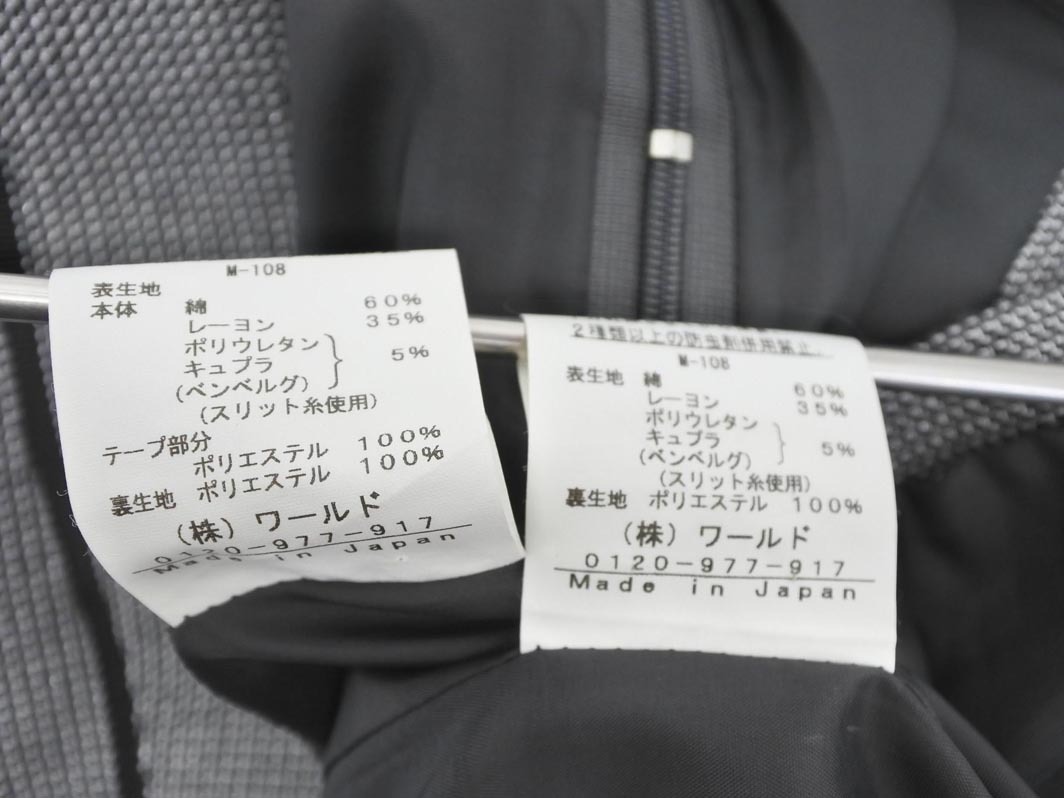 M-108
表生地
本体 綿 60%
レーヨン 35%
ポリウレタン
キュプラ 5%
(ベンベルグ)
(スリット糸使用)
テープ部分
ポリエステル 100%
裏生地 ポリエステル 100%
(株) ワールド
0120-977-917
Made in Japan
2種類以上の防虫剤併用禁止.
M-108
表生地 綿 60%
レーヨン 35%
ポリウレタン
キュプラ 5%
(ベンベルグ)
(スリット糸使用)
裏生地 ポリエステル 100%
(株) ワールド
0120-977-917
Made in Japan